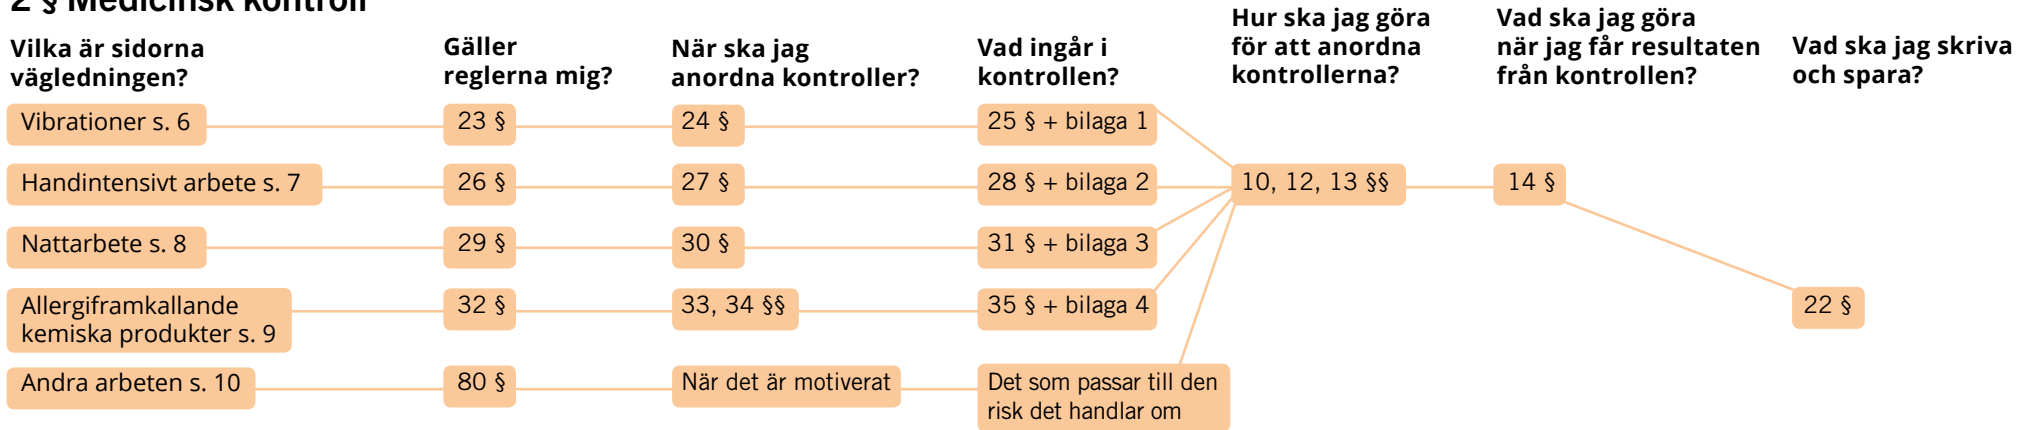 2 § Medicinsk kontroll
Vilka är sidorna
vägledningen?
Gäller
reglerna mig?
När ska jag
anordna kontroller?
Vad ingår i
kontrollen?
Hur ska jag göra
för att anordna
kontrollerna?
Vad ska jag göra
när jag får resultaten
från kontrollen?
Vad ska jag skriva
och spara?
Vibrationer s. 6
23 §
24 §
25 § + bilaga 1
Handintensivt arbete s. 7
26 §
27 §
28 § + bilaga 2
10, 12, 13 §§
14 §
Nattarbete s. 8
29 §
30 §
31 § + bilaga 3
Allergiframkallande
kemiska produkter s. 9
32 §
33, 34 §§
35 § + bilaga 4
22 §
Andra arbeten s. 10
80 §
När det är motiverat
Det som passar till den
risk det handlar om